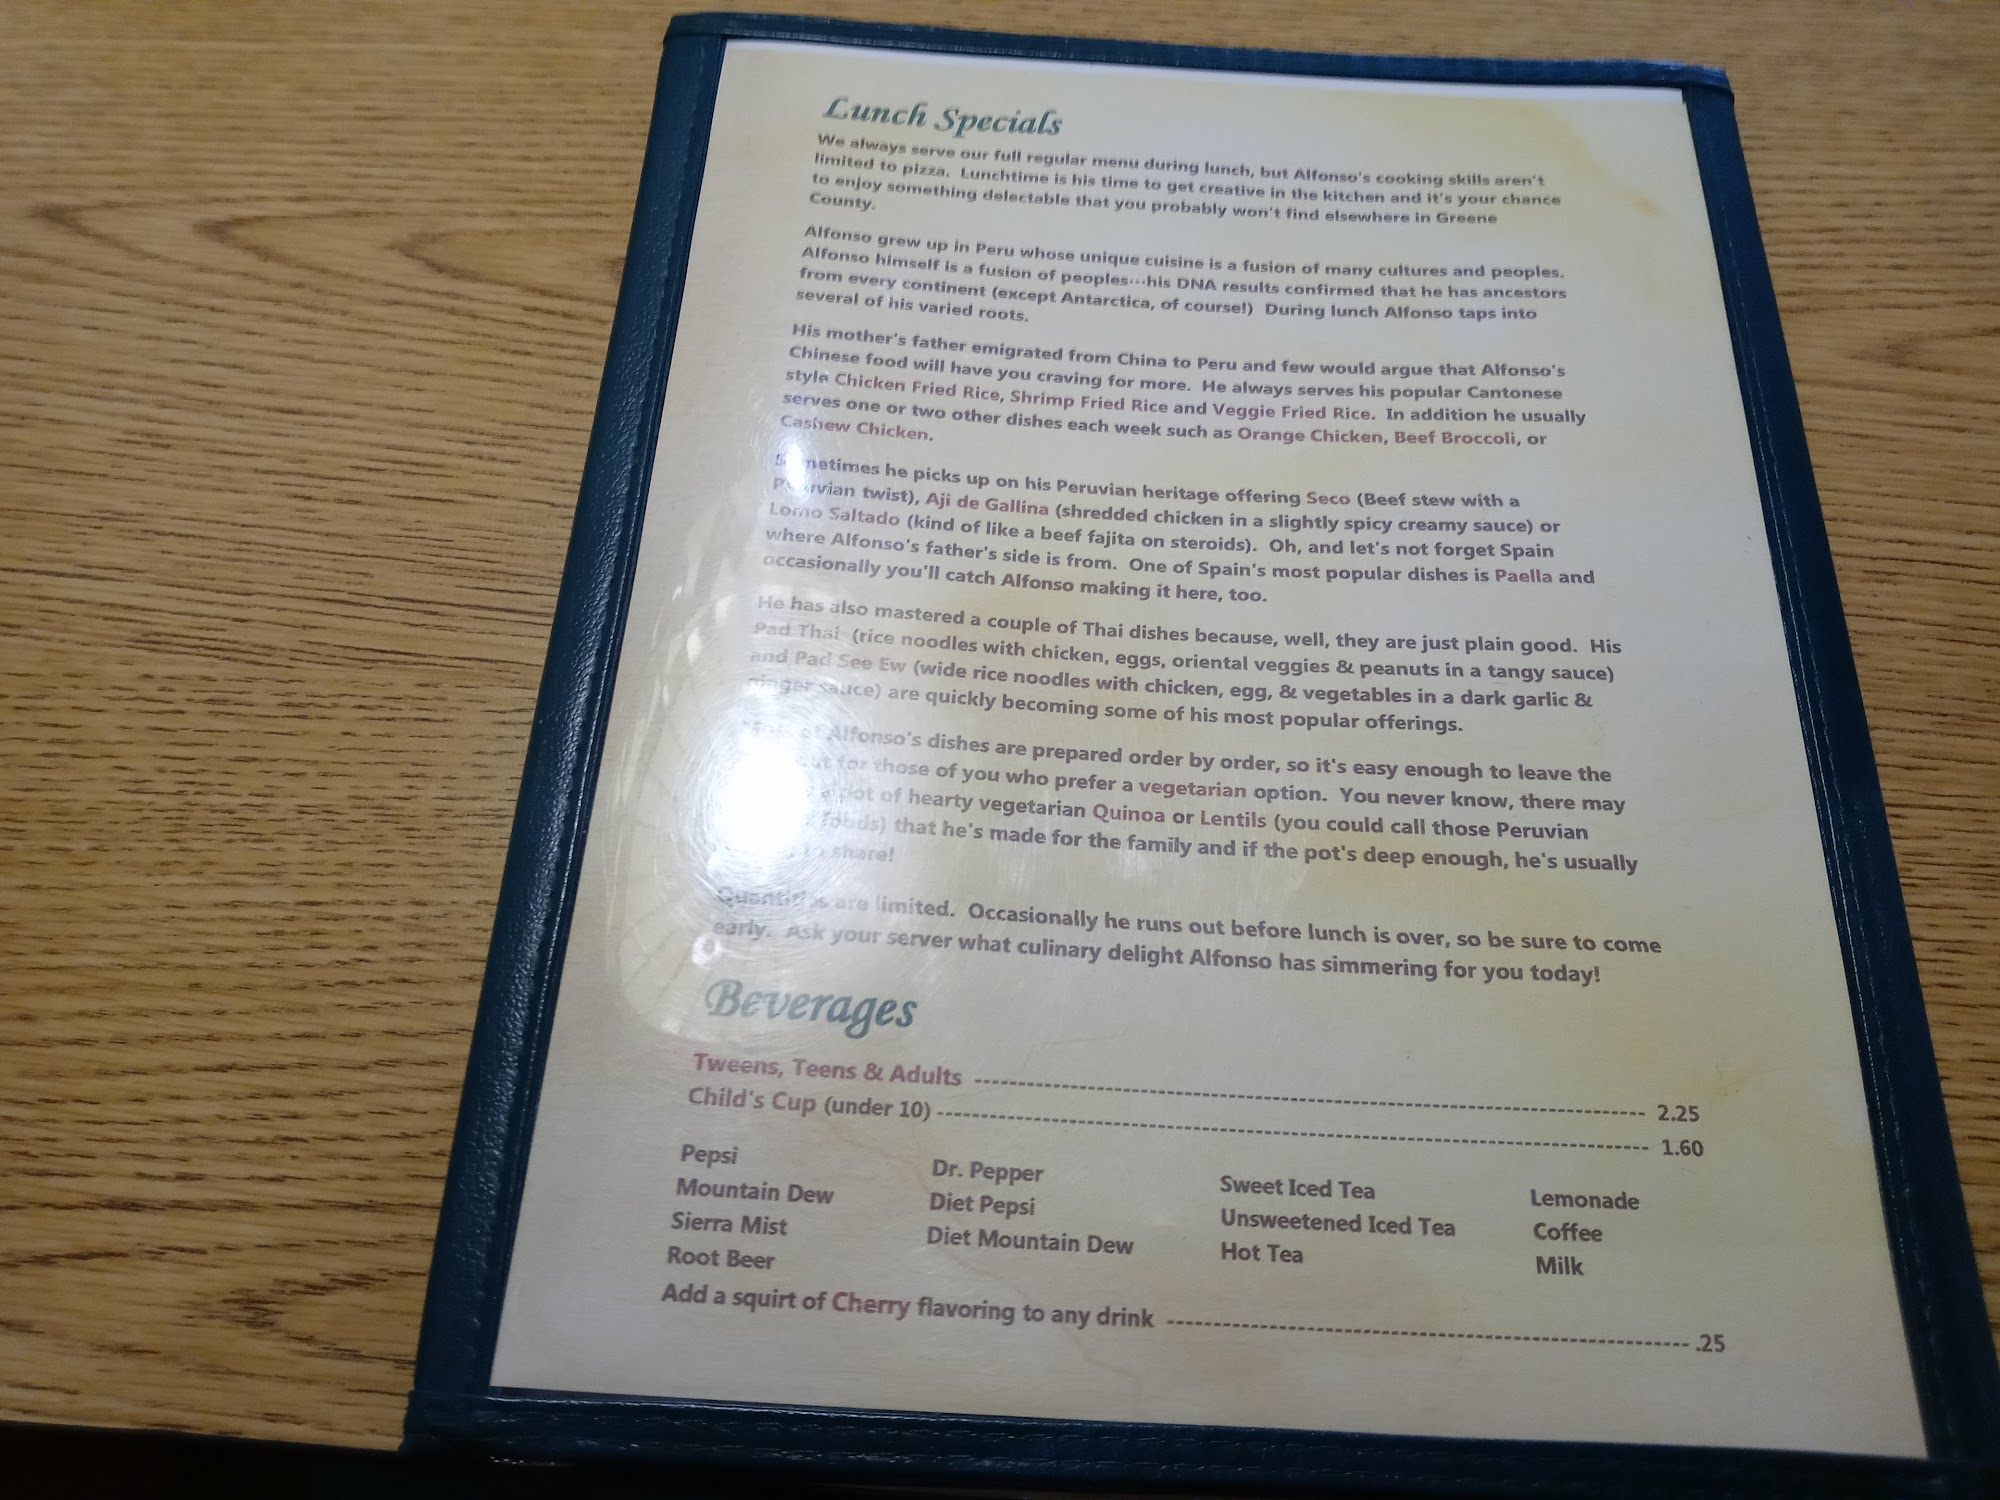 Lunch Specials
We always serve our full regular menu during lunch, but Alfonso's cooking skills aren't
limited to pizza. Lunchtime is his time to get creative in the kitchen and it's your chance
to enjoy something delectable that you probably won't find elsewhere in Greene
County.
Alfonso grew up in Peru whose unique cuisine is a fusion of many cultures and peoples.
Alfonso himself is a fusion of peoples···his DNA results confirmed that he has ancestors
from every continent (except Antarctica, of course!) During lunch Alfonso taps into
several of his varied roots.
His mother's father emigrated from China to Peru and few would argue that Alfonso's
Chinese food will have you craving for more. He always serves his popular Cantonese
style Chicken Fried Rice, Shrimp Fried Rice and Veggie Fried Rice. In addition he usually
serves one or two other dishes each week such as Orange Chicken, Beef Broccoli, or
Cashew Chicken.
Sometimes he picks up on his Peruvian heritage offering Seco (Beef stew with a
Peruvian twist), Aji de Gallina (shredded chicken in a slightly spicy creamy sauce) or
Lomo Saltado (kind of like a beef fajita on steroids). Oh, and let's not forget Spain
where Alfonso's father's side is from. One of Spain's most popular dishes is Paella and
occasionally you'll catch Alfonso making it here, too.
He has also mastered a couple of Thai dishes because, well, they are just plain good. His
Pad Thai (rice noodles with chicken, eggs, oriental veggies & peanuts in a tangy sauce)
and Pad See Ew (wide rice noodles with chicken, egg, & vegetables in a dark garlic &
ginger sauce) are quickly becoming some of his most popular offerings.
of Alfonso's dishes are prepared order by order, so it's easy enough to leave the
for those of you who prefer a vegetarian option. You never know, there may
a pot of hearty vegetarian Quinoa or Lentils (you could call those Peruvian
foods) that he's made for the family and if the pot's deep enough, he's usually
share!
Quantities are limited. Occasionally he runs out before lunch is over, so be sure to come
early. Ask your server what culinary delight Alfonso has simmering for you today!
Beverages
Tweens, Teens & Adults ---------- 2.25
Child's Cup (under 10) ---------- 1.60
Pepsi Dr. Pepper Sweet Iced Tea Lemonade
Mountain Dew Diet Pepsi Unsweetened Iced Tea Coffee
Sierra Mist Diet Mountain Dew Hot Tea Milk
Root Beer
Add a squirt of Cherry flavoring to any drink ---------- .25